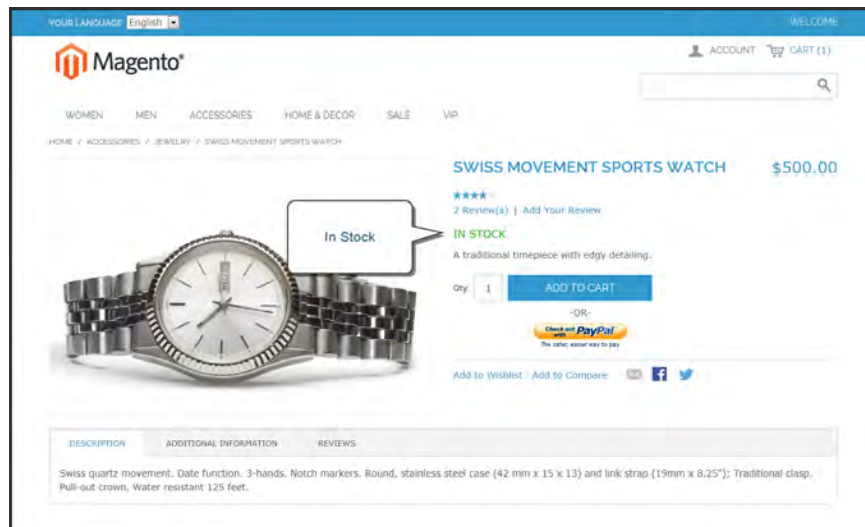 YOUR LANGUAGE English WELCOME
Magento®
ACCOUNT CART (1)
WOMEN MEN ACCESSORIES HOME & DECOR SALE VIP
HOME / ACCESSORIES / JEWELRY / SWISS MOVEMENT SPORTS WATCH
SWISS MOVEMENT SPORTS WATCH $500.00
2 Review(s) | Add Your Review
In Stock
IN STOCK
A traditional timepiece with edgy detailing.
Qty: 1 ADD TO CART
-OR-
Check out with PayPal
The safer, easier way to pay
Add to Wishlist Add to Compare
DESCRIPTION ADDITIONAL INFORMATION REVIEWS
Swiss quartz movement. Date function. 3-hands. Notch markers. Round, stainless steel case (42 mm x 15 x 13) and link strap (19mm x 8.25"); Traditional clasp.
Pull-out crown. Water resistant 125 feet.